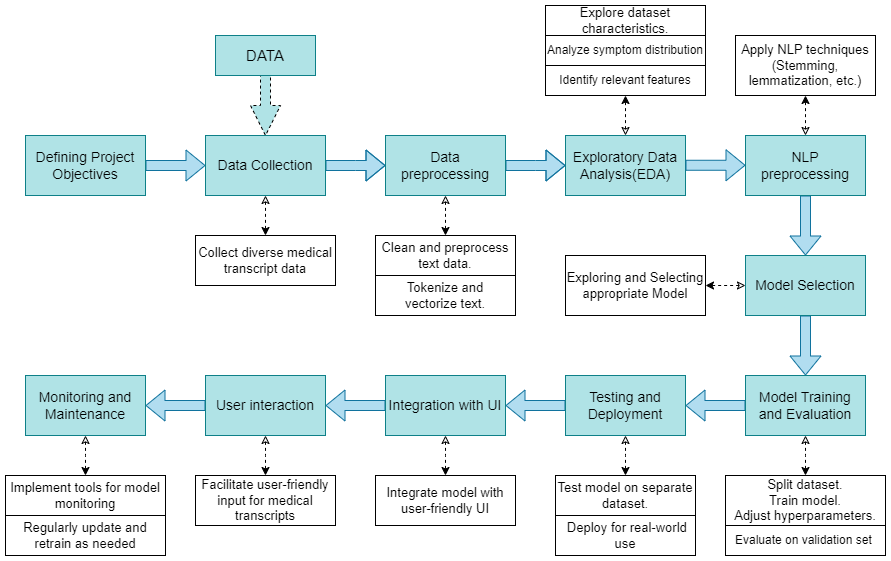 Explore dataset
characteristics.
Analyze symptom distribution
Identify relevant features
Apply NLP techniques
(Stemming,
lemmatization, etc.)
DATA
Defining Project
Objectives
Data Collection
Data
preprocessing
Exploratory Data
Analysis(EDA)
NLP
preprocessing
Collect diverse medical
transcript data
Clean and preprocess
text data.
Tokenize and
vectorize text.
Exploring and Selecting
appropriate Model
Model Selection
Monitoring and
Maintenance
User interaction
Integration with UI
Testing and
Deployment
Model Training
and Evaluation
Implement tools for model
monitoring
Regularly update and
retrain as needed
Facilitate user-friendly
input for medical
transcripts
Integrate model with
user-friendly UI
Test model on separate
dataset.
Deploy for real-world
use
Split dataset.
Train model.
Adjust hyperparameters.
Evaluate on validation set